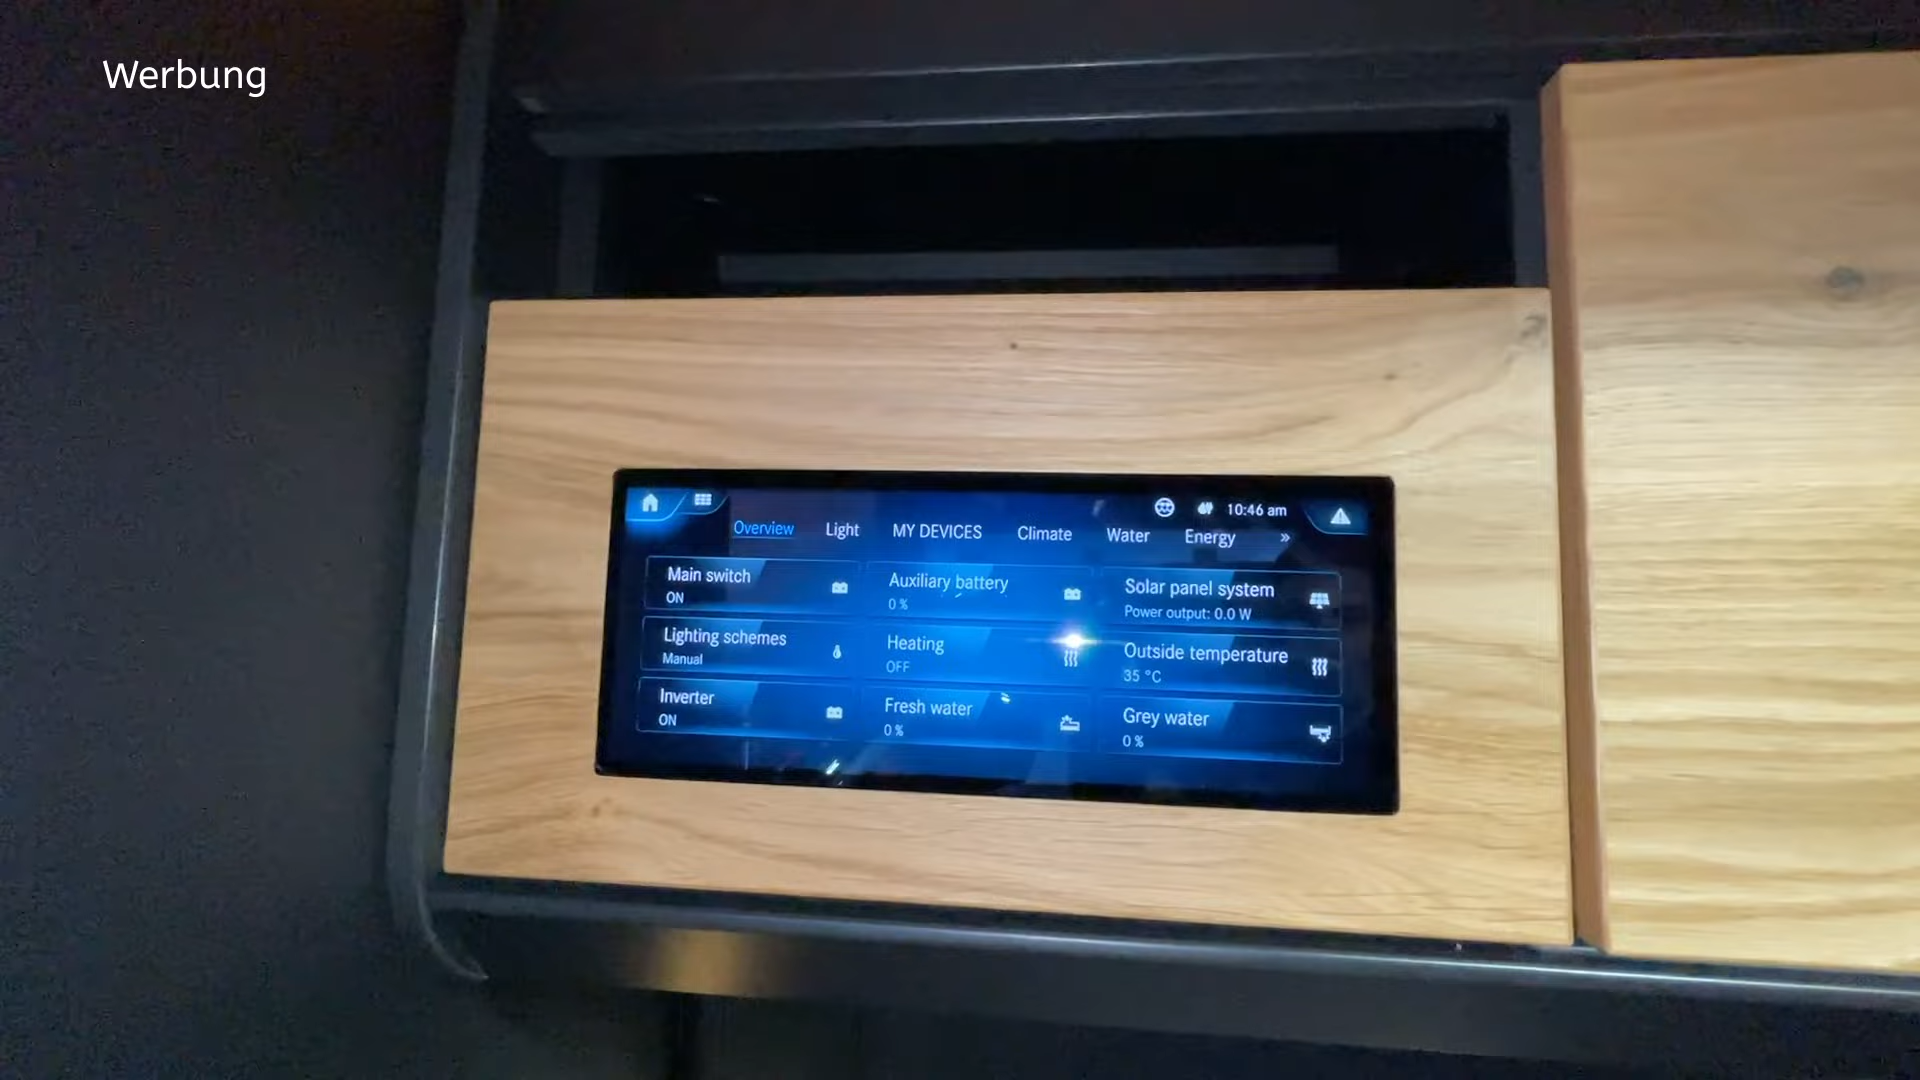 Werbung
10:46 am
Overview Light MY DEVICES Climate Water Energy »
Main switch
ON
Auxiliary battery
0 %
Solar panel system
Power output: 0.0 W
Lighting schemes
Manual
Heating
OFF
Outside temperature
35 °C
Inverter
ON
Fresh water
0 %
Grey water
0 %